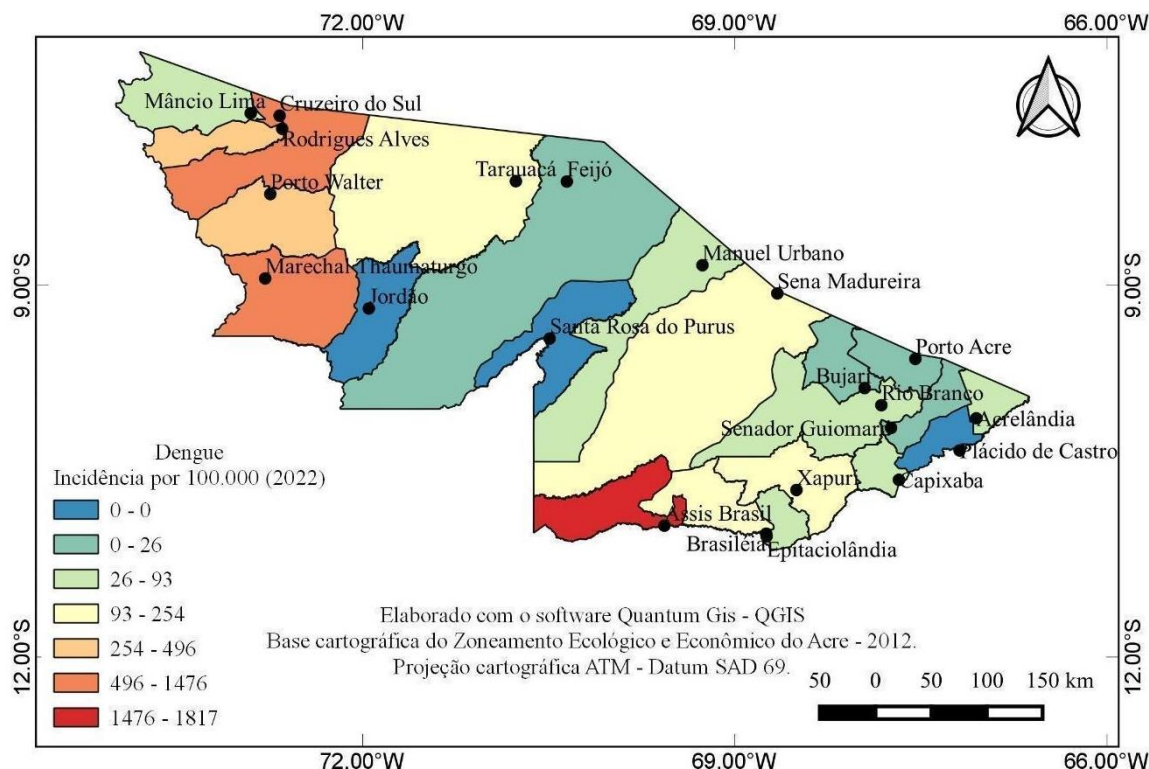 72.00°W 69.00°W 66.00°W
Mâncio Lima
Cruzeiro do Sul
Rodrigues Alves
Tarauacá Feijó
Porto Walter
Manuel Urbano
Marechal Thaumaturgo
Sena Madureira
9.00°S 9.00°S
Jordão
Santa Rosa do Purus
Porto Acre
Bujari
Rio Branco
Acrelândia
Senador Guiomard
Plácido de Castro
Xapuri
Capixaba
Assis Brasil
Brasiléia
Epitaciolândia
Dengue
Incidência por 100.000 (2022)
0 - 0
0 - 26
26 - 93
93 - 254
254 - 496
496 - 1476
1476 - 1817
Elaborado com o software Quantum Gis - QGIS
Base cartográfica do Zoneamento Ecológico e Econômico do Acre - 2012.
Projeção cartográfica ATM - Datum SAD 69.
50 0 50 100 150 km
12.00°S 12.00°S
72.00°W 69.00°W 66.00°W